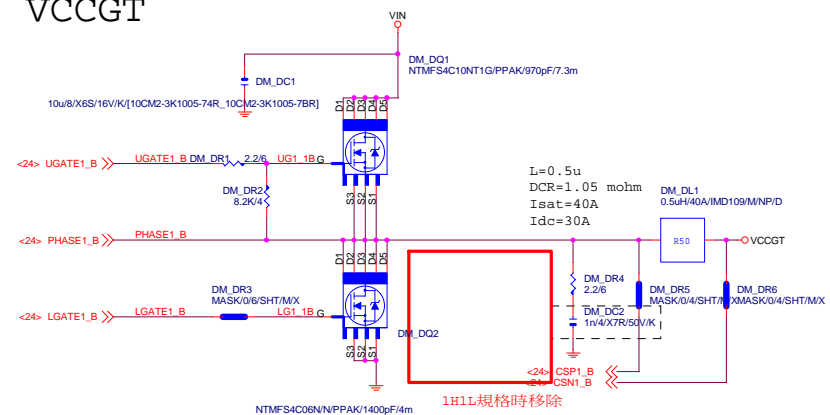 VCCGT
VIN
DM_DQ1
NTMFS4C10NT1G/PPAK/970pF/7.3m
DM_DC1
10u/8/X6S/16V/K/[10CM2-3K1005-74R_10CM2-3K1005-7BR]
D1 D2 D3 D4 D5
<24> UGATE1_B UGATE1_B DM_DR1 2.2/6 UG1_1B G
DM_DR2
8.2K/4
S3 S2 S1
L=0.5u
DCR=1.05 mohm
Isat=40A
Idc=30A
DM_DL1
0.5uH/40A/IMD109/M/NP/D
<24> PHASE1_B PHASE1_B
R50
VCCGT
D1 D2 D3 D4 D5
DM_DR4
2.2/6
DM_DR3
MASK/0/6/SHT/M/X
DM_DR5
MASK/0/4/SHT/M/X
DM_DR6
MASK/0/4/SHT/M/X
<24> LGATE1_B LGATE1_B LG1_1B G
DM_DC2
1n/4/X7R/50V/K
DM_DQ2
S3 S2 S1
<24> CSP1_B
<24> CSN1_B
1H1L規格時移除
NTMFS4C06N/N/PPAK/1400pF/4m